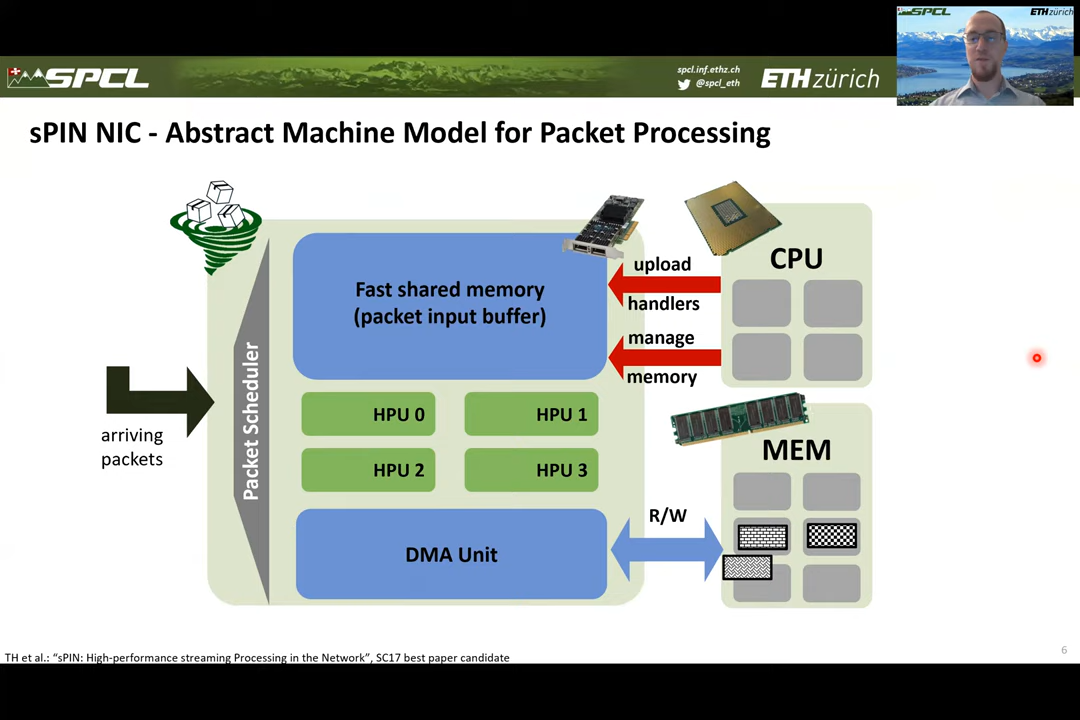 SPCL
spcl.inf.ethz.ch
@spcl_eth
ETH zürich
SPCL
ETH zürich
sPIN NIC - Abstract Machine Model for Packet Processing
Fast shared memory
(packet input buffer)
upload
handlers
manage
memory
CPU
Packet Scheduler
arriving
packets
HPU 0
HPU 1
HPU 2
HPU 3
MEM
R/W
DMA Unit
TH et al.: “sPIN: High-performance streaming Processing in the Network”, SC17 best paper candidate
6